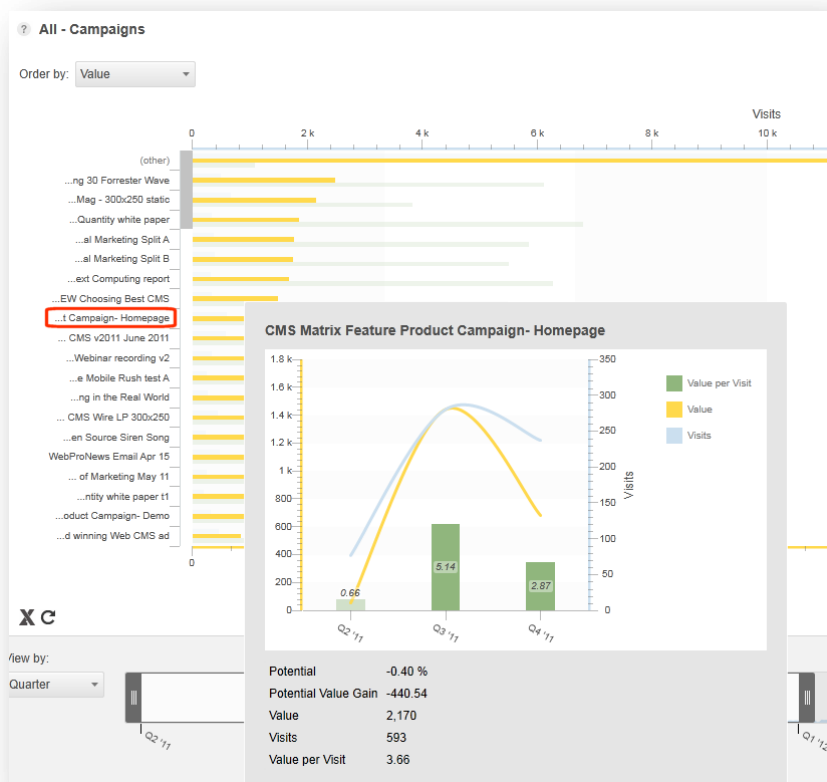 ? All - Campaigns
Order by: Value
Visits
0 2 k 4 k 6 k 8 k 10 k
(other)
...ng 30 Forrester Wave
...Mag - 300x250 static
...Quantity white paper
...al Marketing Split A
...al Marketing Split B
...ext Computing report
...EW Choosing Best CMS
...t Campaign- Homepage
... CMS v2011 June 2011
...Webinar recording v2
...e Mobile Rush test A
...ng in the Real World
... CMS Wire LP 300x250
...en Source Siren Song
WebProNews Email Apr 15
... of Marketing May 11
...ntity white paper t1
...oduct Campaign- Demo
...d winning Web CMS ad
0
CMS Matrix Feature Product Campaign- Homepage
1.8 k
1.6 k
1.4 k
1.2 k
1 k
800
600
400
200
0
350
300
250
200
150
100
50
0
Visits
0.66
5.14
2.87
Q2 '11
Q3 '11
Q4 '11
Value per Visit
Value
Visits
Potential -0.40 %
Potential Value Gain -440.54
Value 2,170
Visits 593
Value per Visit 3.66
View by:
Quarter
Q2 '11
Q1 '12